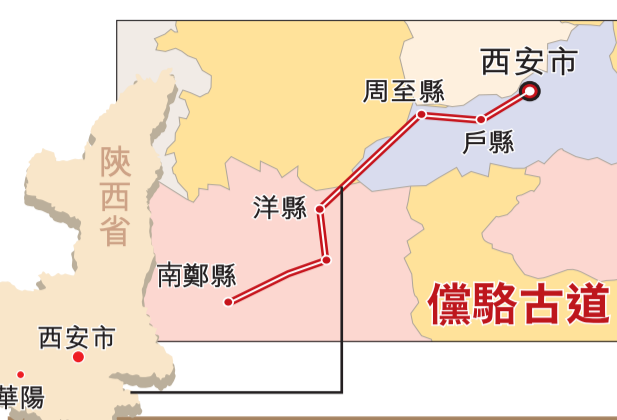 西安市
周至縣
戶縣
陝西省
洋縣
南鄭縣
儻駱古道
西安市
華陽